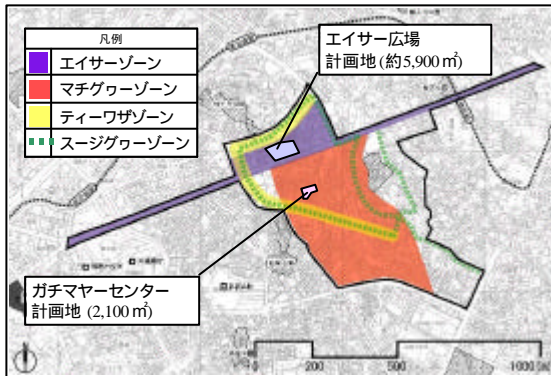 凡例
エイサーゾーン
マチグヮーゾーン
ティーワザゾーン
スージグヮーゾーン
エイサー広場
計画地(約5,900㎡)
ガチマヤーセンター
計画地 (2,100㎡)
0 200 500 1000